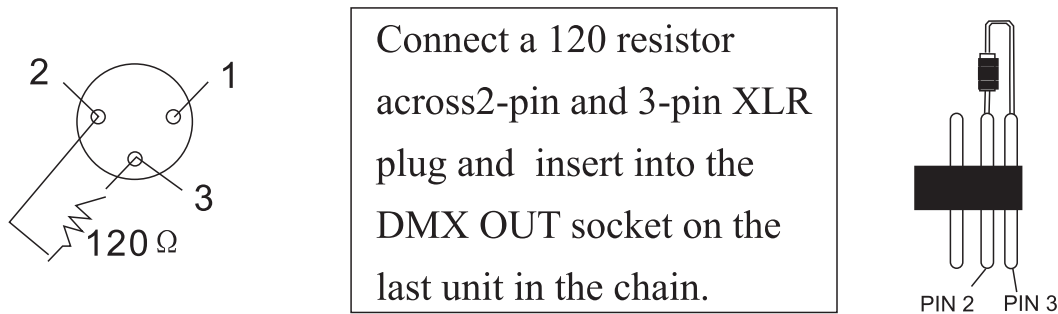 2
1
3
120 Ω
Connect a 120 resistor
across2-pin and 3-pin XLR
plug and insert into the
DMX OUT socket on the
last unit in the chain.
PIN 2 PIN 3